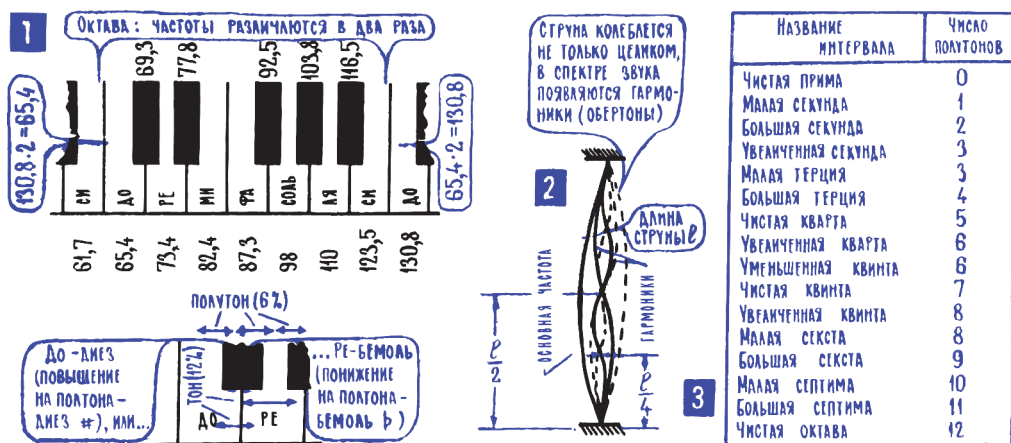 1
ОКТАВА: ЧАСТОТЫ РАЗЛИЧАЮТСЯ В ДВА РАЗА
69,3
77,8
92,5
103,8
116,5
130,8·2=65,4
65,4·2=130,8
СИ
ДО
РЕ
МИ
ФА
СОЛЬ
ЛЯ
СИ
ДО
61,7
65,4
73,4
82,4
87,3
98
110
123,5
130,8
ПОЛУТОН (6%)
ДО-ДИЕЗ
(ПОВЫШЕНИЕ
НА ПОЛТОНА-
ДИЕЗ #), ИЛИ...
ТОН (12%)
ДО
РЕ
...РЕ-БЕМОЛЬ
(ПОНИЖЕНИЕ
НА ПОЛТОНА-
БЕМОЛЬ ♭)
СТРУНА КОЛЕБЛЕТСЯ
НЕ ТОЛЬКО ЦЕЛИКОМ,
В СПЕКТРЕ ЗВУКА
ПОЯВЛЯЮТСЯ ГАРМО-
НИКИ (ОБЕРТОНЫ)
2
ДЛИНА
СТРУНЫ ℓ
ОСНОВНАЯ ЧАСТОТА
ГАРМОНИКИ
ℓ/2
ℓ/4
3
НАЗВАНИЕ ИНТЕРВАЛА ЧИСЛО ПОЛУТОНОВ
ЧИСТАЯ ПРИМА 0
МАЛАЯ СЕКУНДА 1
БОЛЬШАЯ СЕКУНДА 2
УВЕЛИЧЕННАЯ СЕКУНДА 3
МАЛАЯ ТЕРЦИЯ 3
БОЛЬШАЯ ТЕРЦИЯ 4
ЧИСТАЯ КВАРТА 5
УВЕЛИЧЕННАЯ КВАРТА 6
УМЕНЬШЕННАЯ КВИНТА 6
ЧИСТАЯ КВИНТА 7
УВЕЛИЧЕННАЯ КВИНТА 8
МАЛАЯ СЕКСТА 8
БОЛЬШАЯ СЕКСТА 9
МАЛАЯ СЕПТИМА 10
БОЛЬШАЯ СЕПТИМА 11
ЧИСТАЯ ОКТАВА 12